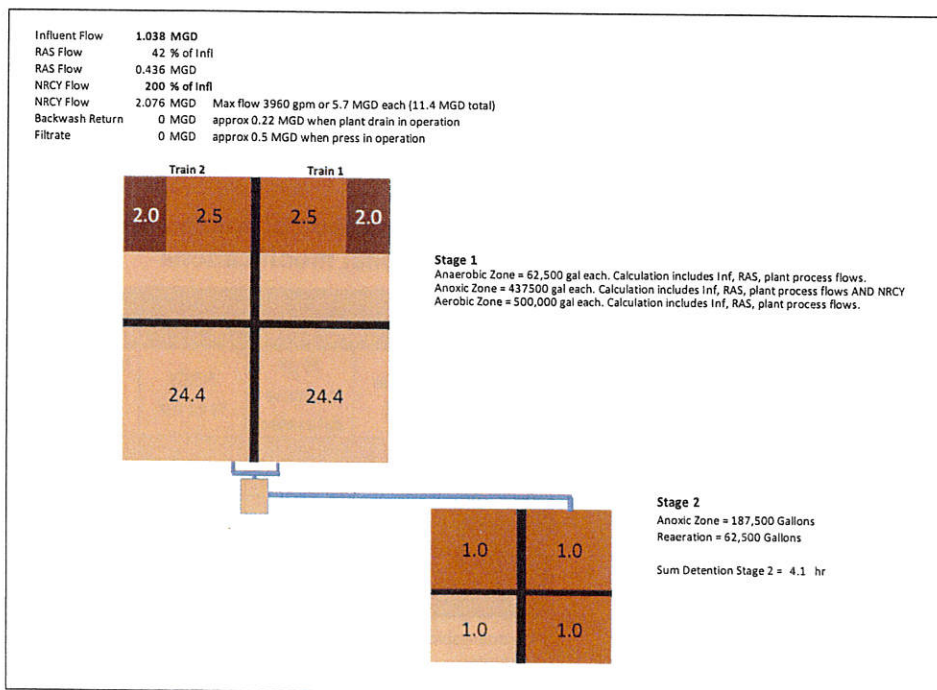 Influent Flow 1.038 MGD
RAS Flow 42 % of Infl
RAS Flow 0.436 MGD
NRCY Flow 200 % of Infl
NRCY Flow 2.076 MGD Max flow 3960 gpm or 5.7 MGD each (11.4 MGD total)
Backwash Return 0 MGD approx 0.22 MGD when plant drain in operation
Filtrate 0 MGD approx 0.5 MGD when press in operation
Train 2 Train 1
2.0 2.5 2.5 2.0
Stage 1
Anaerobic Zone = 62,500 gal each. Calculation includes Inf, RAS, plant process flows.
Anoxic Zone = 437500 gal each. Calculation includes Inf, RAS, plant process flows AND NRCY
Aerobic Zone = 500,000 gal each. Calculation includes Inf, RAS, plant process flows.
24.4 24.4
Stage 2
Anoxic Zone = 187,500 Gallons
Reaeration = 62,500 Gallons
Sum Detention Stage 2 = 4.1 hr
1.0 1.0
1.0 1.0